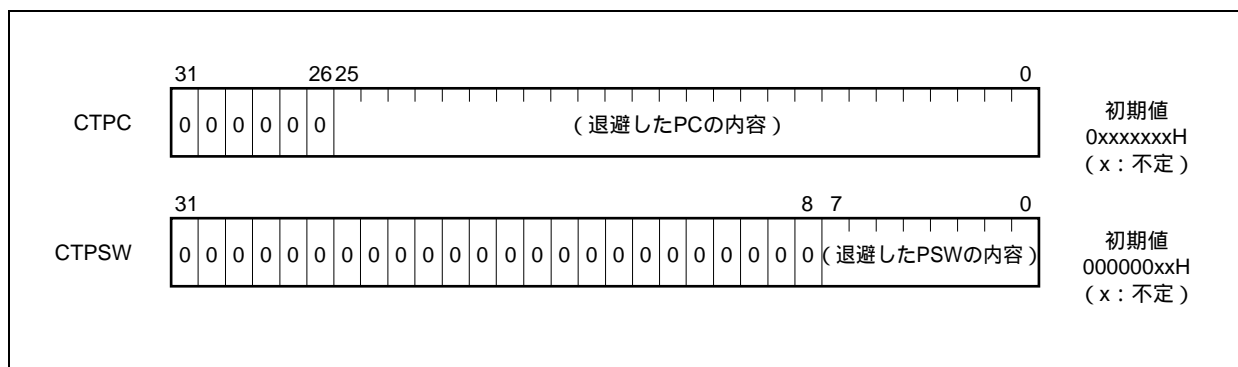 31 26 25 0
CTPC 0 0 0 0 0 0 (退避したPCの内容) 初期値
0xxxxxxxH
(x:不定)
31 8 7 0
CTPSW 0 0 0 0 0 0 0 0 0 0 0 0 0 0 0 0 0 0 0 0 0 0 0 0 (退避したPSWの内容) 初期値
000000xxH
(x:不定)